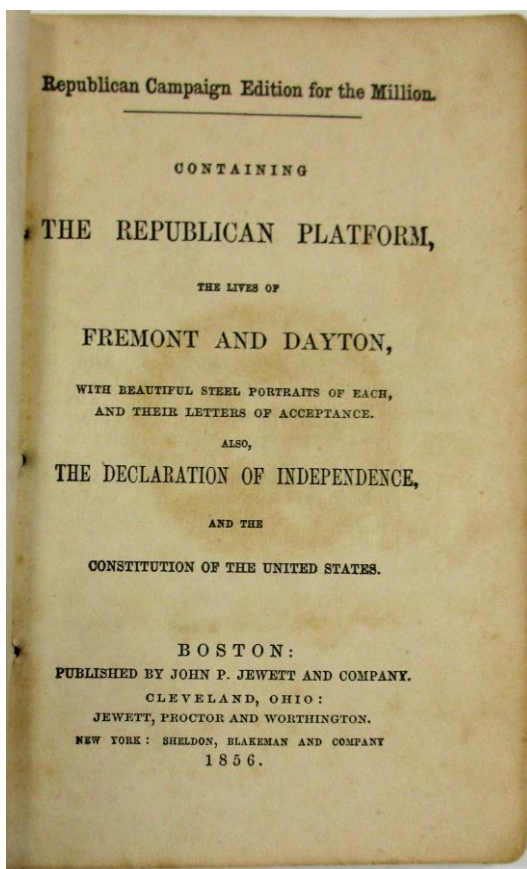 Republican Campaign Edition for the Million.
CONTAINING
THE REPUBLICAN PLATFORM,
THE LIVES OF
FREMONT AND DAYTON,
WITH BEAUTIFUL STEEL PORTRAITS OF EACH,
AND THEIR LETTERS OF ACCEPTANCE.
ALSO,
THE DECLARATION OF INDEPENDENCE,
AND THE
CONSTITUTION OF THE UNITED STATES.
BOSTON:
PUBLISHED BY JOHN P. JEWETT AND COMPANY.
CLEVELAND, OHIO:
JEWETT, PROCTOR AND WORTHINGTON.
NEW YORK: SHELDON, BLAKEMAN AND COMPANY
1856.